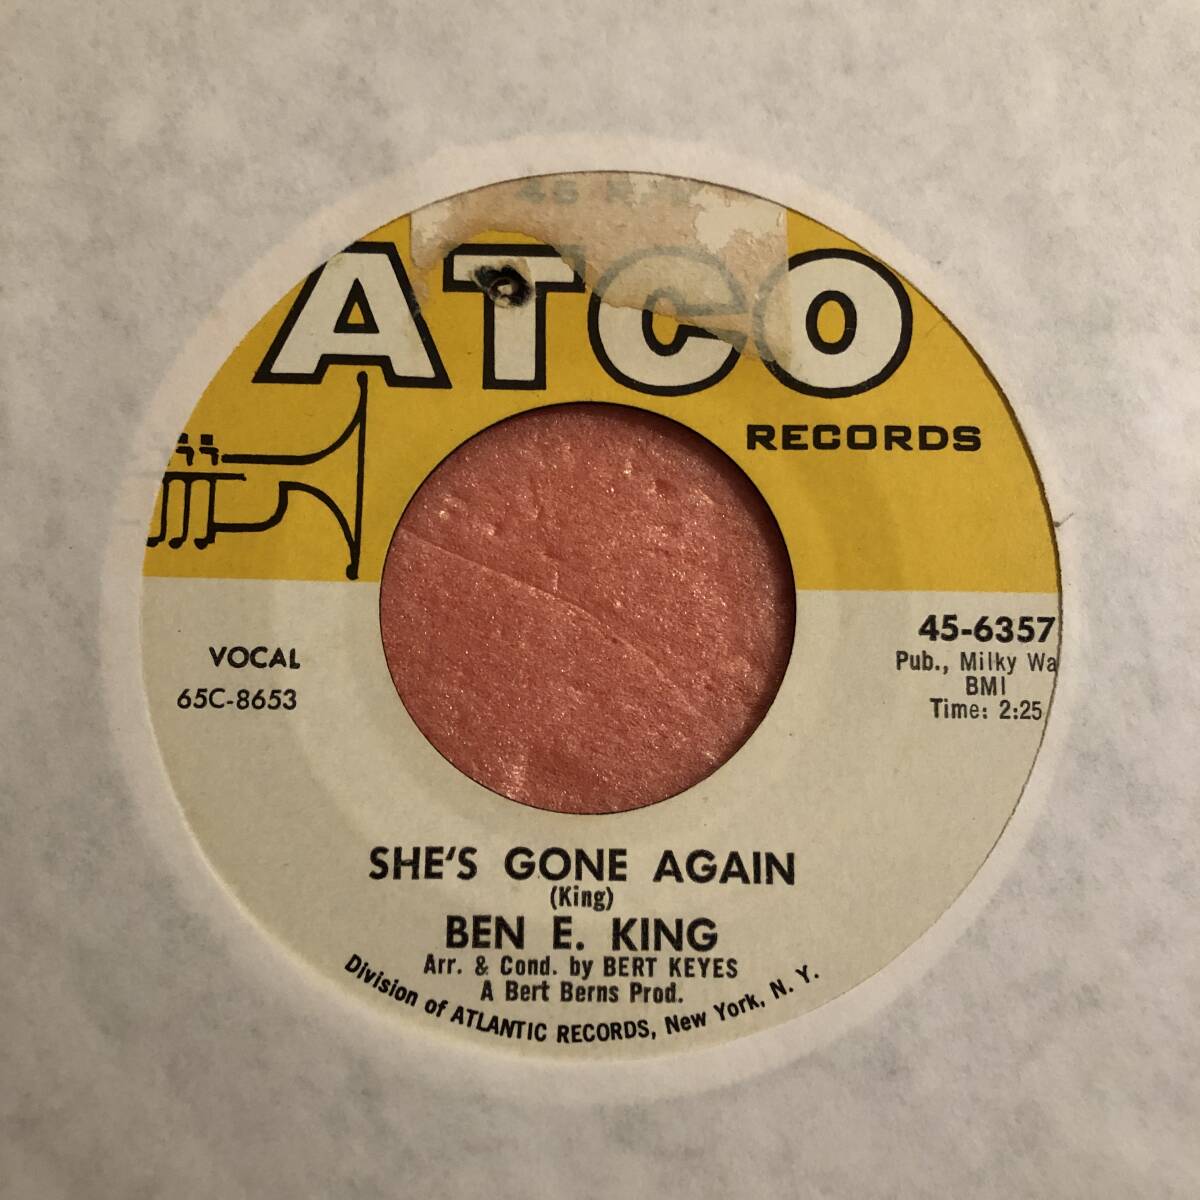 45 R.P.M.
ATCO
RECORDS
VOCAL
65C-8653
45-6357
Pub., Milky Wa
BMI
Time: 2:25
SHE'S GONE AGAIN
(King)
BEN E. KING
Arr. & Cond. by BERT KEYES
A Bert Berns Prod.
Division of ATLANTIC RECORDS, New York, N. Y.